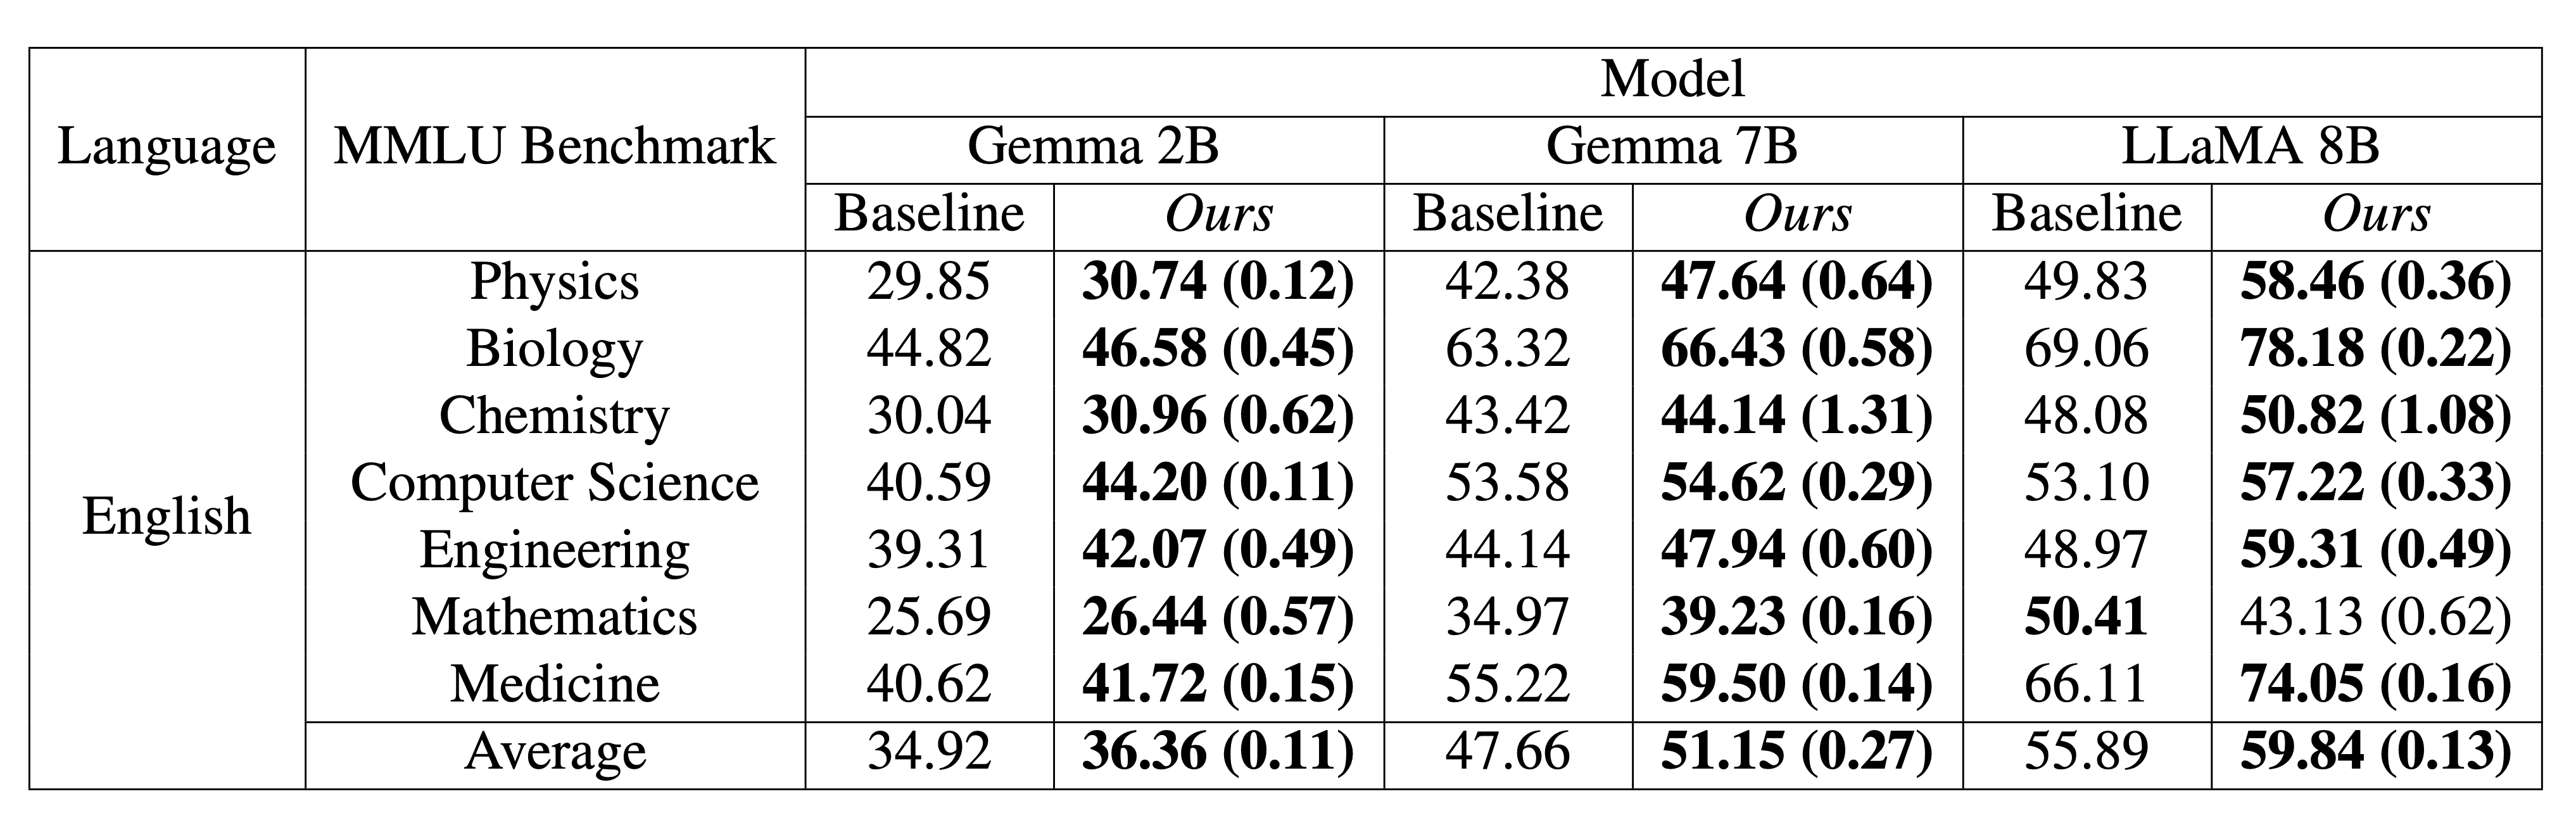 Model
Language MMLU Benchmark Gemma 2B Gemma 7B LLaMA 8B
Baseline Ours Baseline Ours Baseline Ours
Physics 29.85 30.74 (0.12) 42.38 47.64 (0.64) 49.83 58.46 (0.36)
Biology 44.82 46.58 (0.45) 63.32 66.43 (0.58) 69.06 78.18 (0.22)
Chemistry 30.04 30.96 (0.62) 43.42 44.14 (1.31) 48.08 50.82 (1.08)
Computer Science 40.59 44.20 (0.11) 53.58 54.62 (0.29) 53.10 57.22 (0.33)
English
Engineering 39.31 42.07 (0.49) 44.14 47.94 (0.60) 48.97 59.31 (0.49)
Mathematics 25.69 26.44 (0.57) 34.97 39.23 (0.16) 50.41 43.13 (0.62)
Medicine 40.62 41.72 (0.15) 55.22 59.50 (0.14) 66.11 74.05 (0.16)
Average 34.92 36.36 (0.11) 47.66 51.15 (0.27) 55.89 59.84 (0.13)